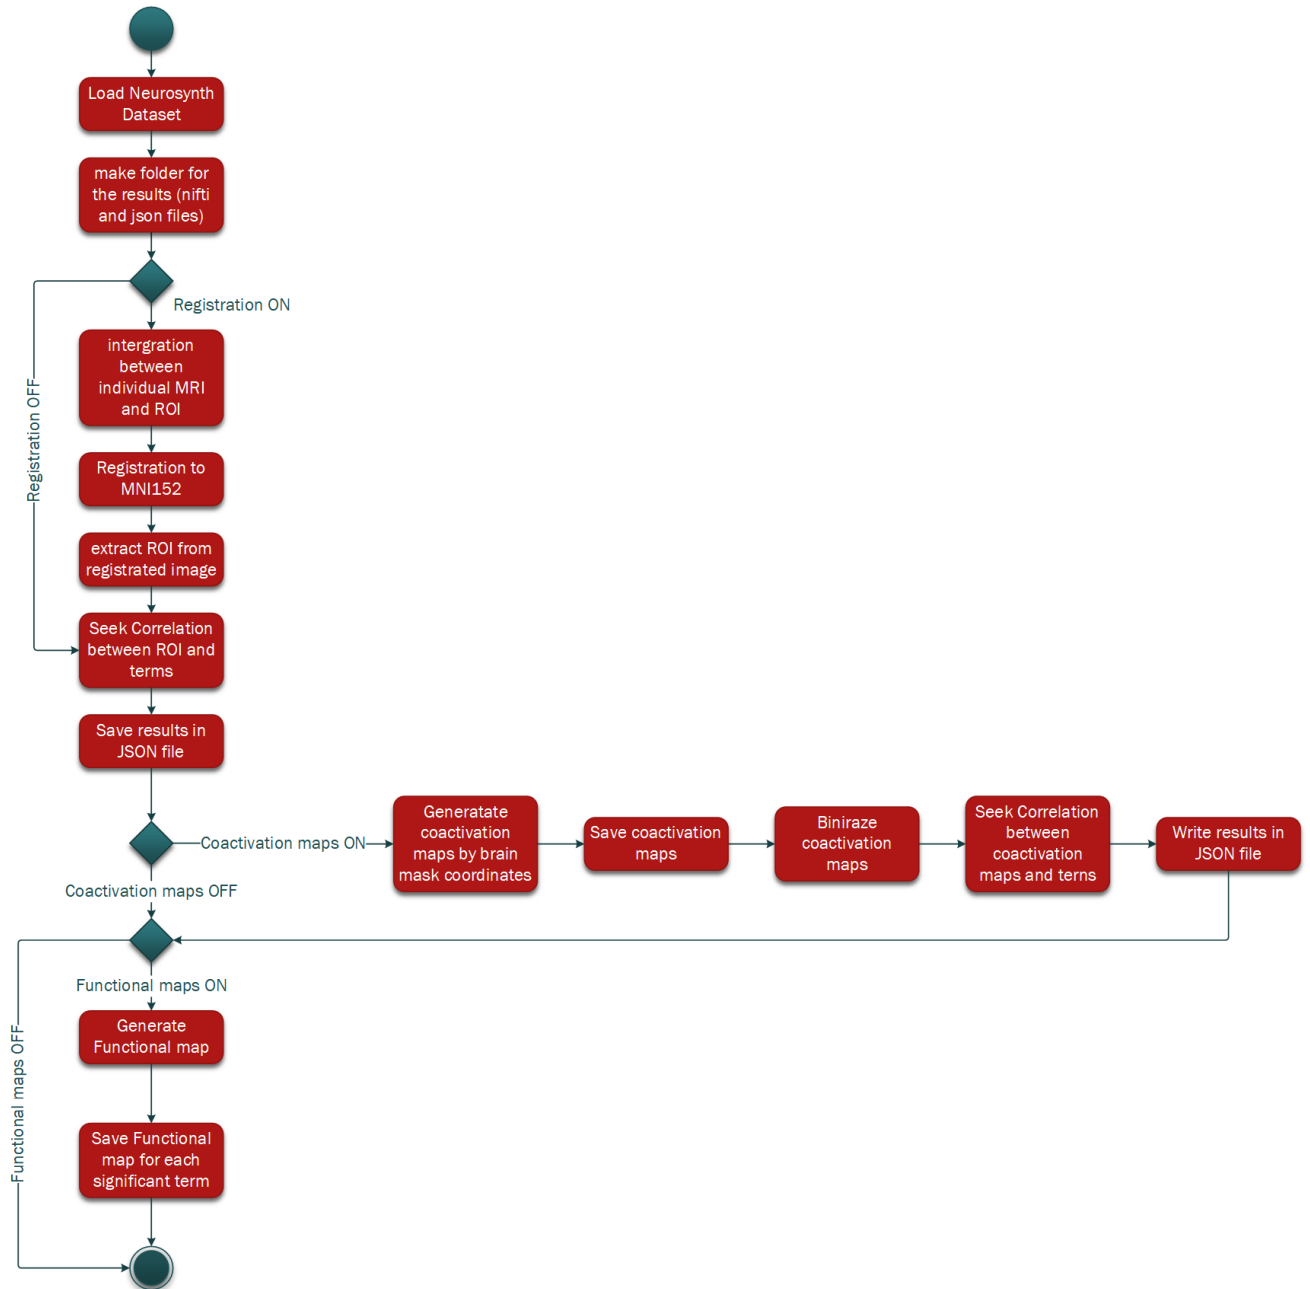 Load Neurosynth
Dataset
make folder for
the results (nifti
and json files)
Registration ON
intergration
between
individual MRI
and ROI
Registration OFF
Registration to
MNI152
extract ROI from
registrated image
Seek Correlation
between ROI and
terms
Save results in
JSON file
Coactivation maps ON
Generatate
coactivation
maps by brain
mask coordinates
Save coactivation
maps
Biniraze
coactivation
maps
Seek Correlation
between
coactivation
maps and terns
Write results in
JSON file
Coactivation maps OFF
Functional maps ON
Generate
Functional map
Functional maps OFF
Save Functional
map for each
significant term